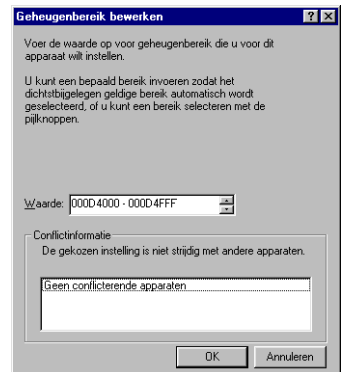 Geheugenbereik bewerken
Voer de waarde op voor geheugenbereik die u voor dit
apparaat wilt instellen.
U kunt een bepaald bereik invoeren zodat het
dichtstbijgelegen geldige bereik automatisch wordt
geselecteerd, of u kunt een bereik selecteren met de
pijlknoppen.
Waarde: 000D4000 - 000D4FFF
Conflictinformatie
De gekozen instelling is niet strijdig met andere apparaten.
Geen conflicterende apparaten
OK Annuleren